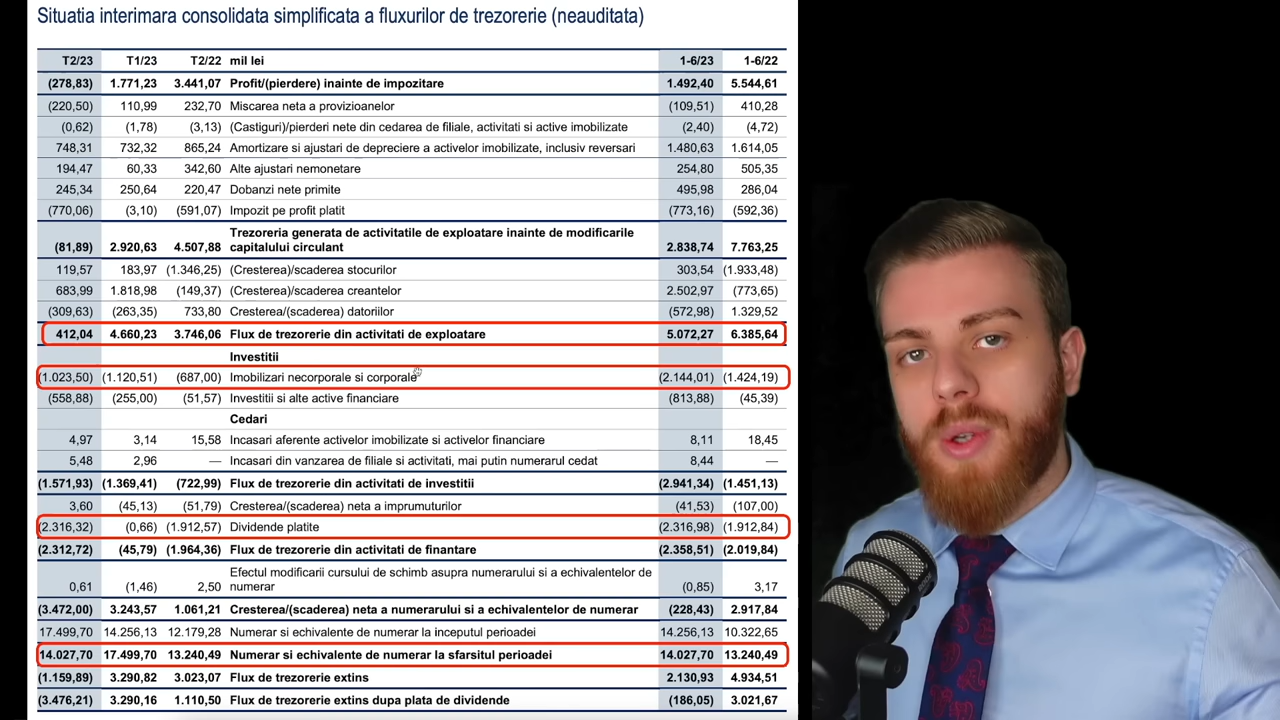 Situatia interimara consolidata simplificata a fluxurilor de trezorerie (neauditata)
T2/23 T1/23 T2/22 mil lei 1-6/23 1-6/22
(278,83) 1.771,23 3.441,07 Profit/(pierdere) inainte de impozitare 1.492,40 5.544,61
(220,50) 110,99 232,70 Miscarea neta a provizioanelor (109,51) 410,28
(0,62) (1,78) (3,13) (Castiguri)/pierderi nete din cedarea de filiale, activitati si active imobilizate (2,40) (4,72)
748,31 732,32 865,24 Amortizare si ajustari de depreciere a activelor imobilizate, inclusiv reversari 1.480,63 1.614,05
194,47 60,33 342,60 Alte ajustari nemonetare 254,80 505,35
245,34 250,64 220,47 Dobanzi nete primite 495,98 286,04
(770,06) (3,10) (591,07) Impozit pe profit platit (773,16) (592,36)
Trezoreria generata de activitatile de exploatare inainte de modificarile
(81,89) 2.920,63 4.507,88 capitalului circulant 2.838,74 7.763,25
119,57 183,97 (1.346,25) (Cresterea)/scaderea stocurilor 303,54 (1.933,48)
683,99 1.818,98 (149,37) (Cresterea)/scaderea creantelor 2.502,97 (773,65)
(309,63) (263,35) 733,80 Cresterea/(scaderea) datoriilor (572,98) 1.329,52
412,04 4.660,23 3.746,06 Flux de trezorerie din activitati de exploatare 5.072,27 6.385,64
Investitii
(1.023,50) (1.120,51) (687,00) Imobilizari necorporale si corporale (2.144,01) (1.424,19)
(558,88) (255,00) (51,57) Investitii si alte active financiare (813,88) (45,39)
Cedari
4,97 3,14 15,58 Incasari aferente activelor imobilizate si activelor financiare 8,11 18,45
5,48 2,96 — Incasari din vanzarea de filiale si activitati, mai putin numerarul cedat 8,44 —
(1.571,93) (1.369,41) (722,99) Flux de trezorerie din activitati de investitii (2.941,34) (1.451,13)
3,60 (45,13) (51,79) Cresterea/(scaderea) neta a imprumuturilor (41,53) (107,00)
(2.316,32) (0,66) (1.912,57) Dividende platite (2.316,98) (1.912,84)
(2.312,72) (45,79) (1.964,36) Flux de trezorerie din activitati de finantare (2.358,51) (2.019,84)
Efectul modificarii cursului de schimb asupra numerarului si a echivalentelor de
0,61 (1,46) 2,50 numerar (0,85) 3,17
(3.472,00) 3.243,57 1.061,21 Cresterea/(scaderea) neta a numerarului si a echivalentelor de numerar (228,43) 2.917,84
17.499,70 14.256,13 12.179,28 Numerar si echivalente de numerar la inceputul perioadei 14.256,13 10.322,65
14.027,70 17.499,70 13.240,49 Numerar si echivalente de numerar la sfarsitul perioadei 14.027,70 13.240,49
(1.159,89) 3.290,82 3.023,07 Flux de trezorerie extins 2.130,93 4.934,51
(3.476,21) 3.290,16 1.110,50 Flux de trezorerie extins dupa plata de dividende (186,05) 3.021,67